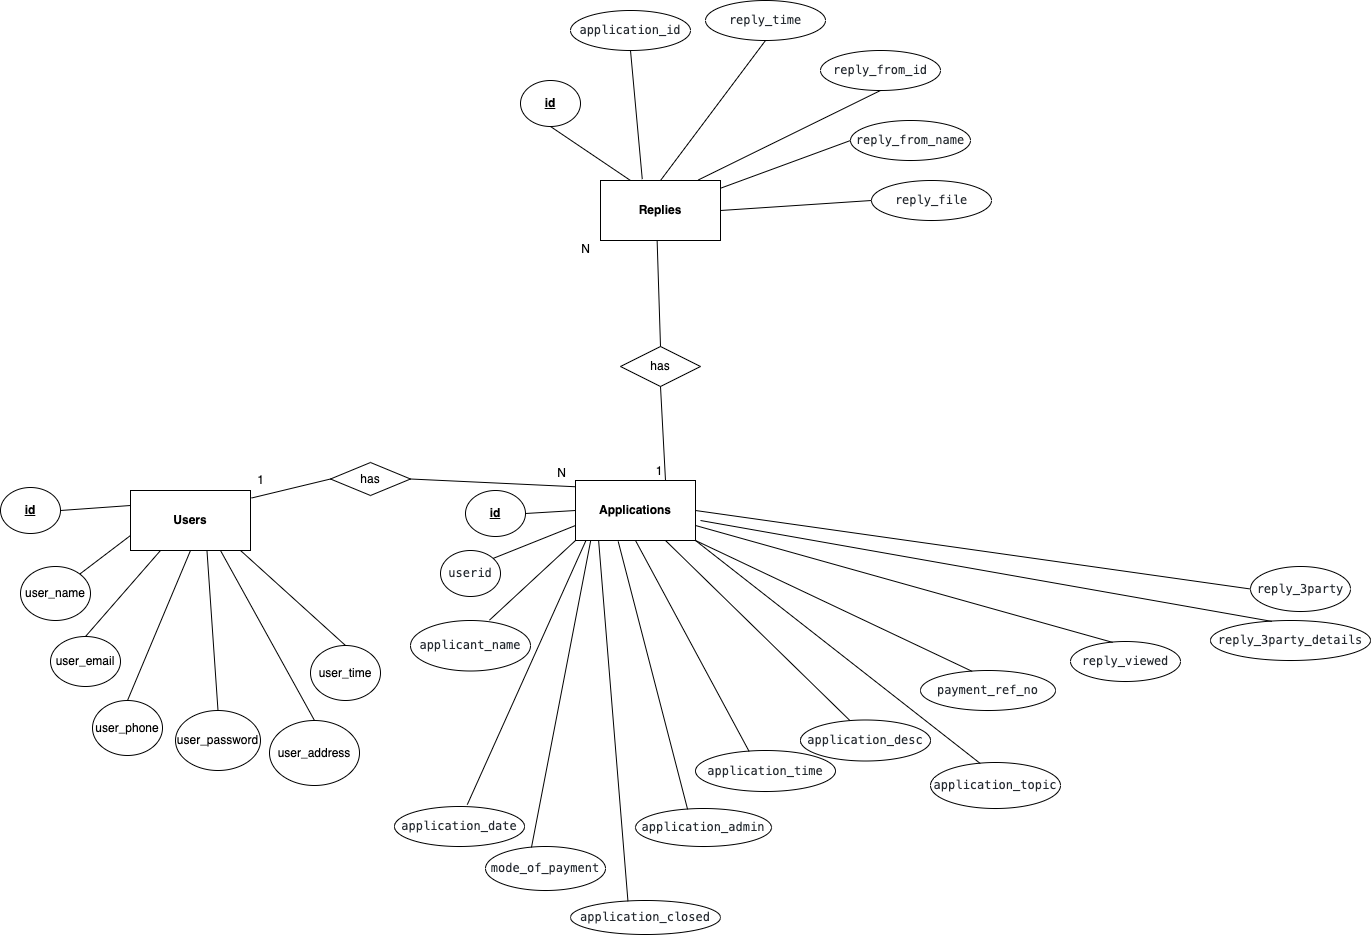 reply_time
application_id
reply_from_id
id
reply_from_name
reply_file
Replies
N
has
1
N
1
has
id
Users
id
Applications
userid
user_name
reply_3party
applicant_name
reply_3party_details
user_email
reply_viewed
user_time
payment_ref_no
user_phone
user_password
application_desc
user_address
application_time
application_topic
application_date
application_admin
mode_of_payment
application_closed